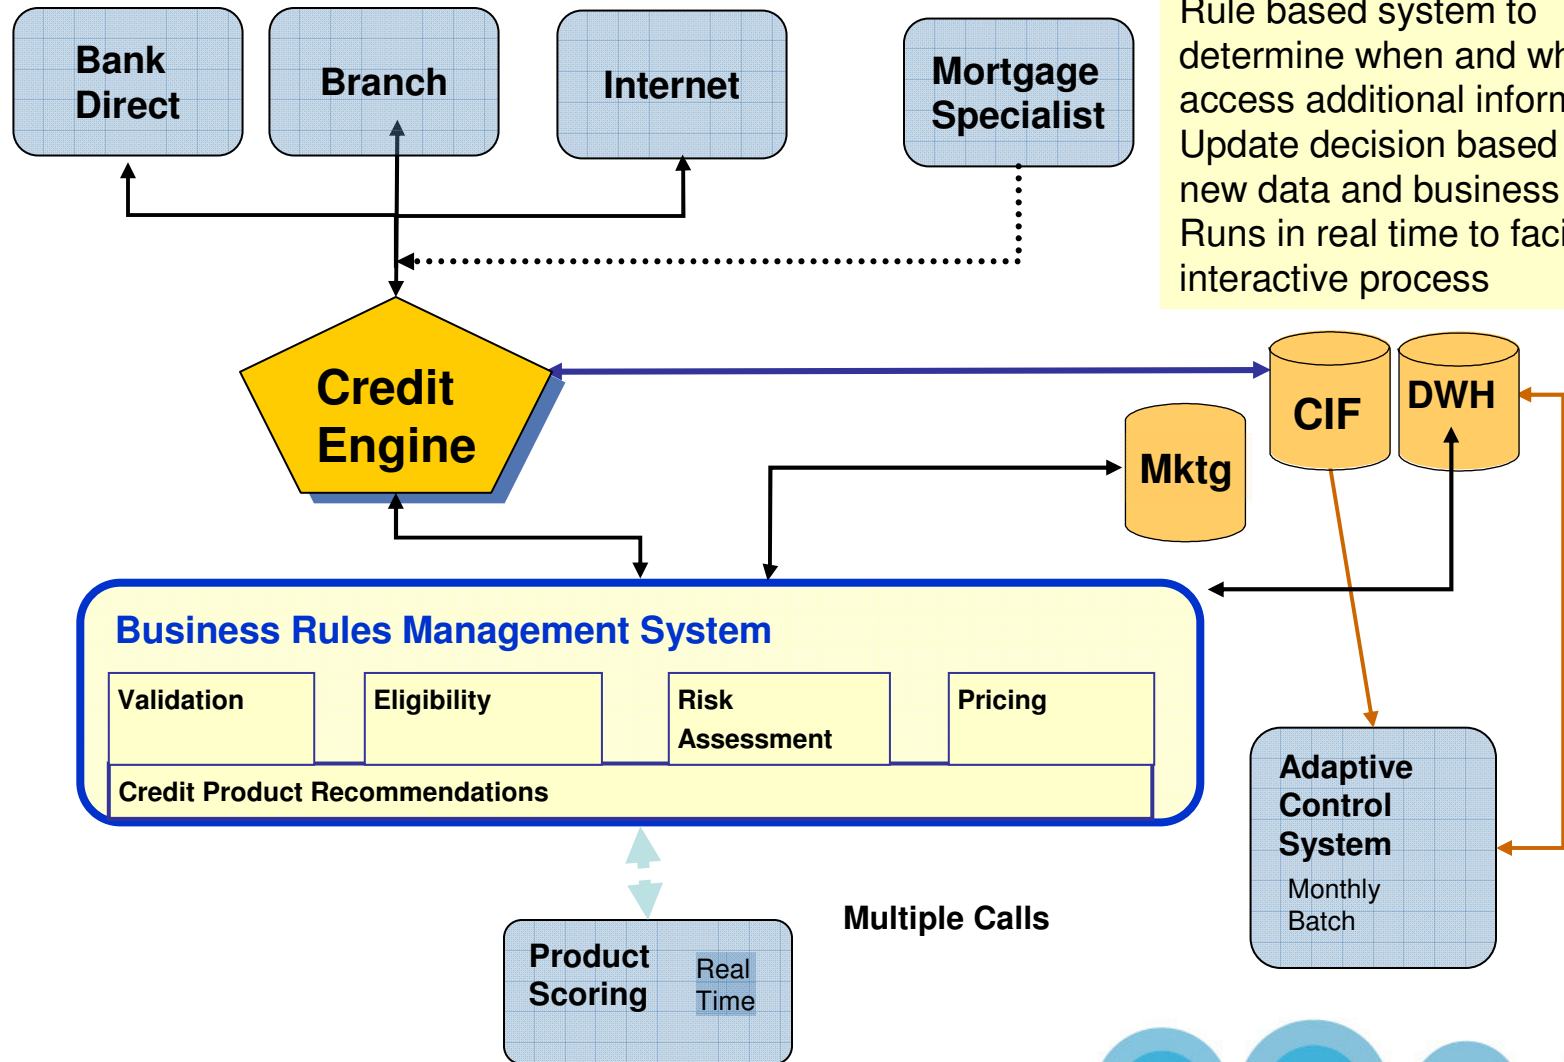 Bank
Direct
Branch
Internet
Mortgage
Specialist
Rule based system to
determine when and
access additional
Update decision based
new data and business
Runs in real time to
interactive process
Credit
Engine
CIF
DWH
Mktg
Business Rules Management System
Validation
Eligibility
Risk
Assessment
Pricing
Credit Product Recommendations
Adaptive
Control
System
Monthly
Batch
Multiple Calls
Product
Scoring
Real
Time